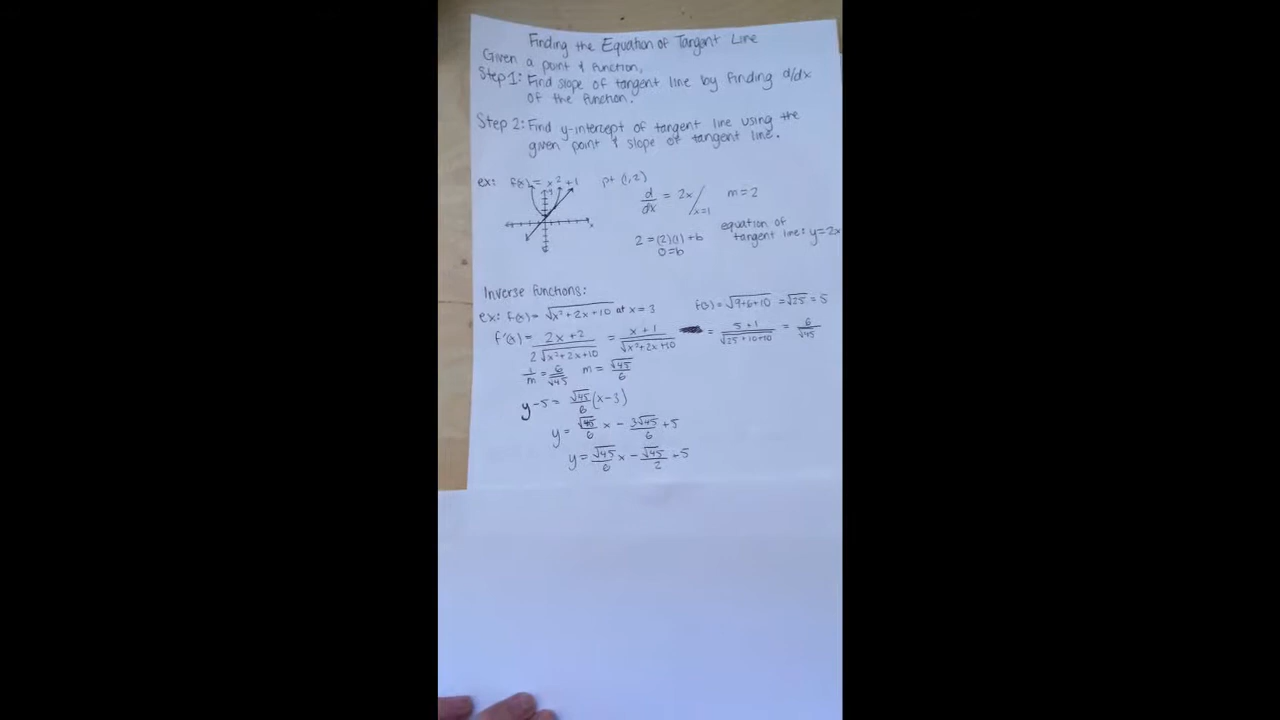 Finding the Equation of Tangent Line
Given a point & function,
Step 1: Find slope of tangent line by finding d/dx
of the function.
Step 2: Find y-intercept of tangent line using the
given point & slope of tangent line.
ex: f(x) = x² + 1 pt (1,2)
d/dx = 2x / x=1 m = 2
y
x
2 = (2)(1) + b
0 = b
equation of
tangent line: y = 2x
Inverse functions:
ex: f(x) = √(x² + 2x + 10) at x = 3 f(3) = √(9+6+10) = √25 = 5
f'(x) = (2x + 2)/(2√(x²+2x+10)) = (x + 1)/√(x²+2x+10) = (5 + 1)/√(25+10+10) = 6/√45
1/m = 6/√45 m = √45/6
y - 5 = √45/6 (x - 3)
y = √45/6 x - 3√45/6 + 5
y = √45/6 x - √45/2 + 5